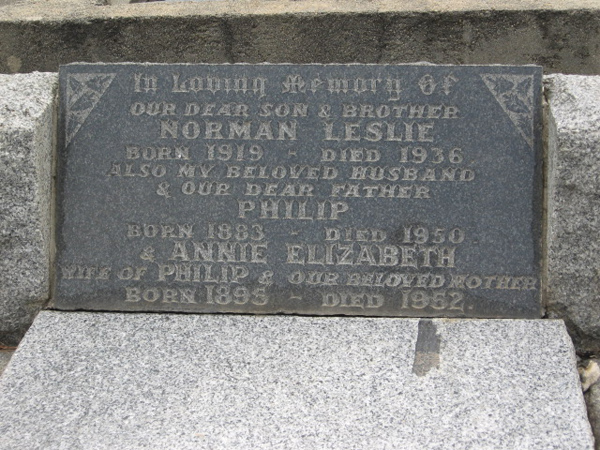 In Loving Memory Of
OUR DEAR SON & BROTHER
NORMAN LESLIE
BORN 1919 - DIED 1936
ALSO MY BELOVED HUSBAND
& OUR DEAR FATHER
PHILIP
BORN 1883 - DIED 1950
& ANNIE ELIZABETH
WIFE OF PHILIP & OUR BELOVED MOTHER
BORN 1895 - DIED 1952.